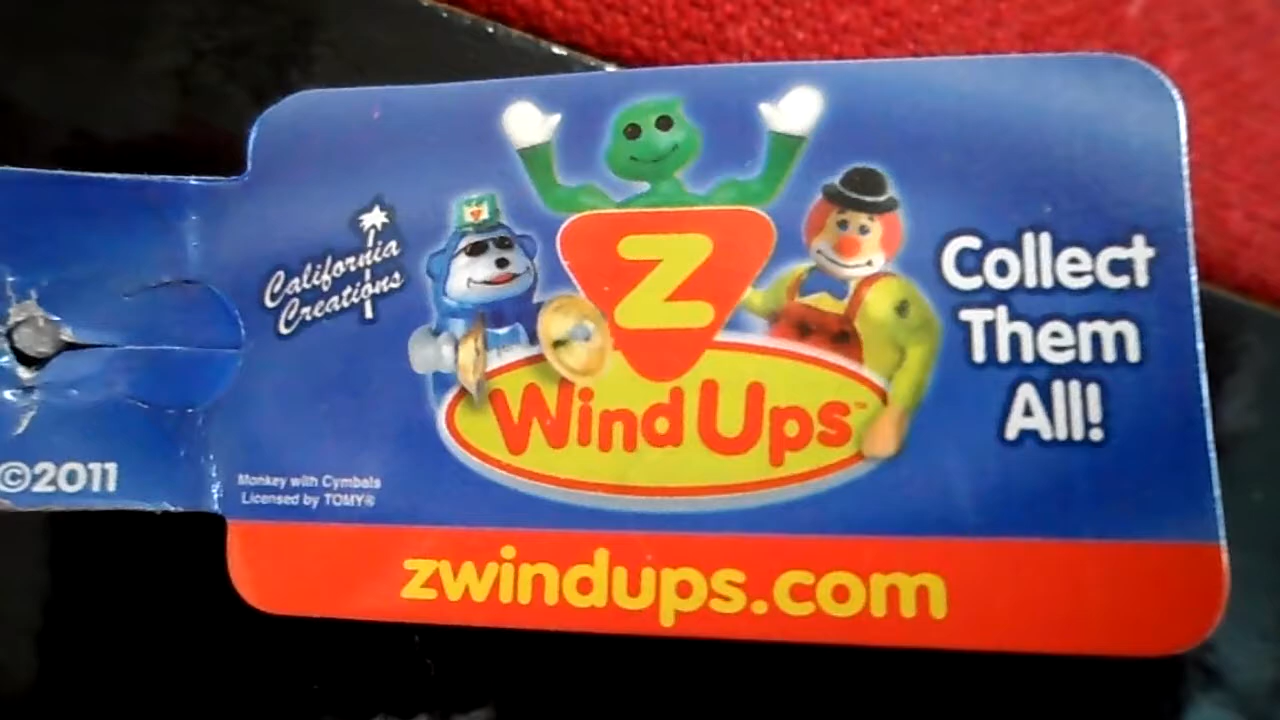 California
Creations
Z
Wind Ups™
Collect
Them
All!
©2011
Monkey with Cymbals
Licensed by TOMY®
zwindups.com